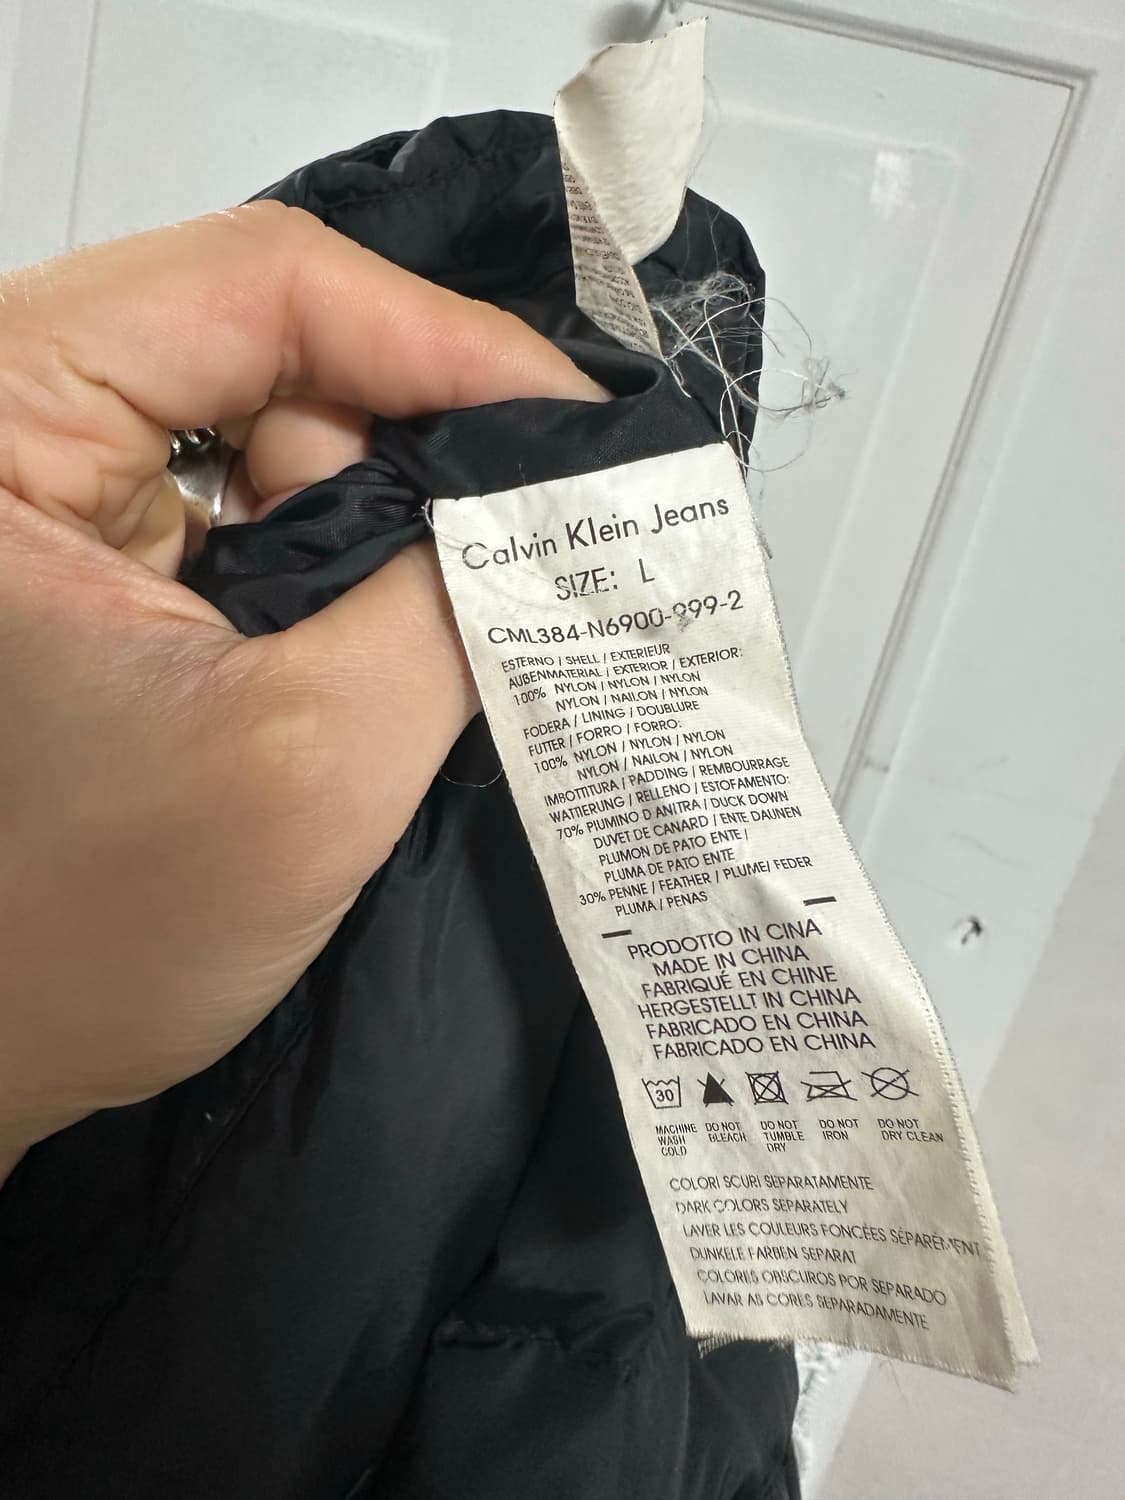 Calvin Klein Jeans
SIZE: L
CML384-N6900-999-2
ESTERNO / SHELL / EXTERIEUR
AUßENMATERIAL / EXTERIOR / EXTERIOR:
100% NYLON / NYLON / NYLON
NYLON / NAILON / NYLON
FODERA / LINING / DOUBLURE
FUTTER / FORRO / FORRO:
100% NYLON / NYLON / NYLON
NYLON / NAILON / NYLON
IMBOTTITURA / PADDING / REMBOURRAGE
WATTIERUNG / RELLENO / ESTOFAMENTO:
70% PIUMINO D ANITRA / DUCK DOWN
DUVET DE CANARD / ENTE DAUNEN
PLUMON DE PATO ENTE /
PLUMA DE PATO ENTE
30% PENNE / FEATHER / PLUME/ FEDER
PLUMA / PENAS
PRODOTTO IN CINA
MADE IN CHINA
FABRIQUÉ EN CHINE
HERGESTELLT IN CHINA
FABRICADO EN CHINA
FABRICADO EN CHINA
30
MACHINE WASH COLD
DO NOT BLEACH
DO NOT TUMBLE DRY
DO NOT IRON
DO NOT DRY CLEAN
COLORI SCURI SEPARATAMENTE
DARK COLORS SEPARATELY
LAVER LES COULEURS FONCÉES SÉPARÉMENT
DUNKELE FARBEN SEPARAT
COLORES OBSCUROS POR SEPARADO
LAVAR AS CORES SEPARADAMENTE